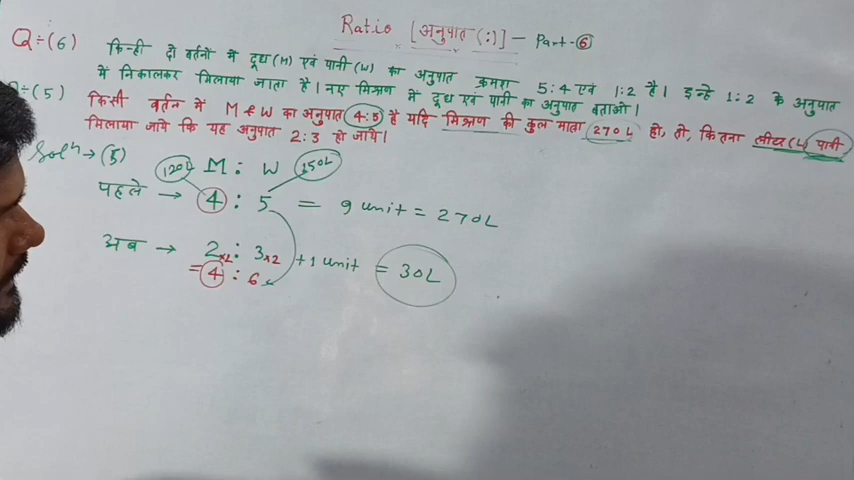 Ratio [अनुपात (:)] - Part-⑥
Q÷(6) किन्ही दो बर्तनों में दूध (M) एवं पानी (W) का अनुपात क्रमशः 5:4 एवं 1:2 है। इन्हे 1:2 के अनुपात
में निकालकर मिलाया जाता है। नए मिश्रण में दूध एवं पानी का अनुपात बताओ।
÷(5) किसी बर्तन में M & W का अनुपात 4:5 है यदि मिश्रण की कुल मात्रा 270L हो, तो, कितना लीटर (L) पानी
मिलाया जाये कि यह अनुपात 2:3 हो जाये।
Solⁿ → (5)
120L M : W 150L
पहले → 4 : 5 = 9 unit = 270L
अब → 2×2 : 3×2 +1 unit = 30L
= 4 : 6